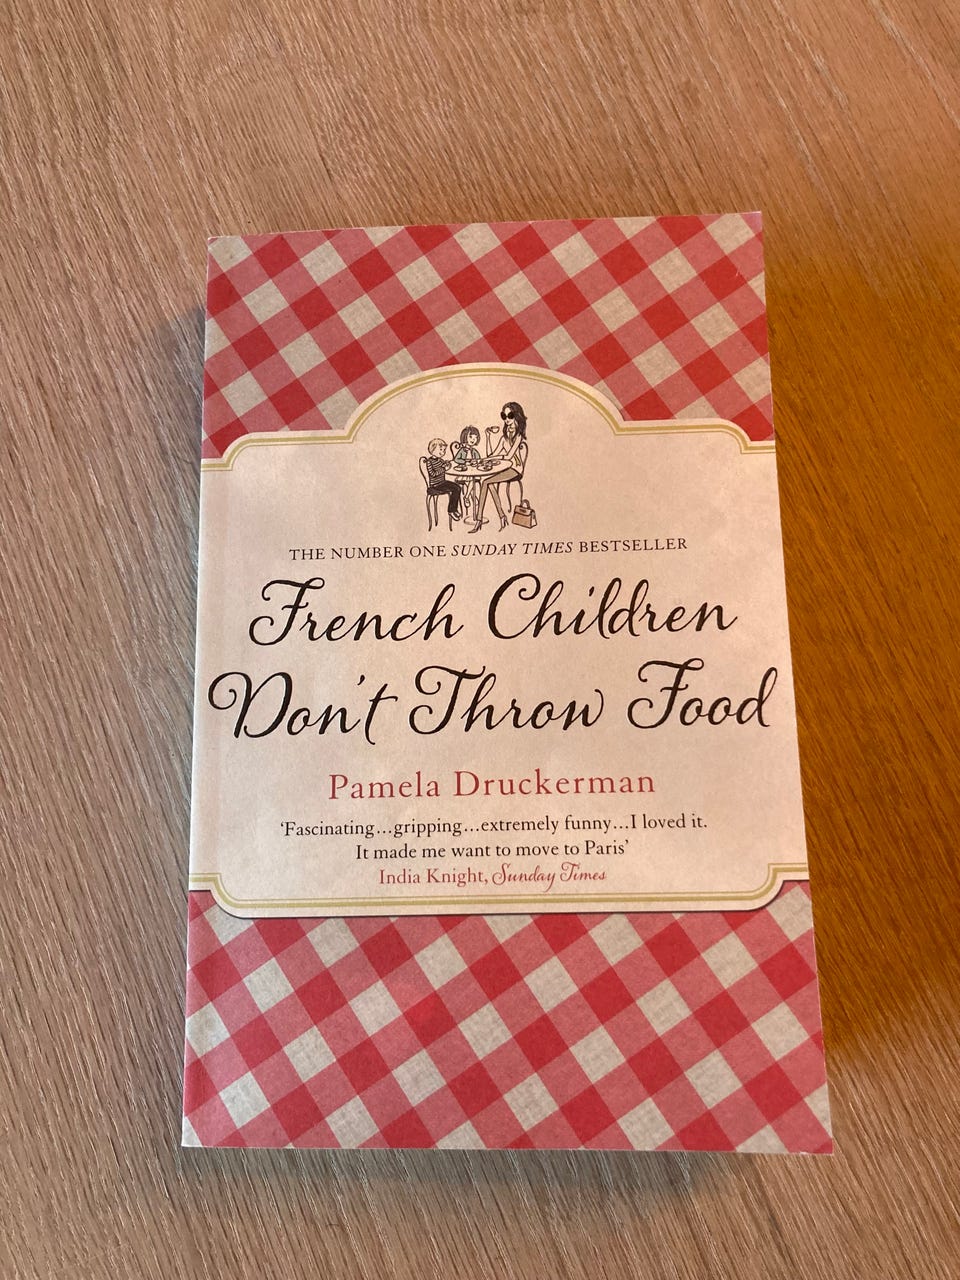 THE NUMBER ONE SUNDAY TIMES BESTSELLER
French Children
Don't Throw Food
Pamela Druckerman
‘Fascinating...gripping...extremely funny...I loved it.
It made me want to move to Paris’
India Knight, Sunday Times